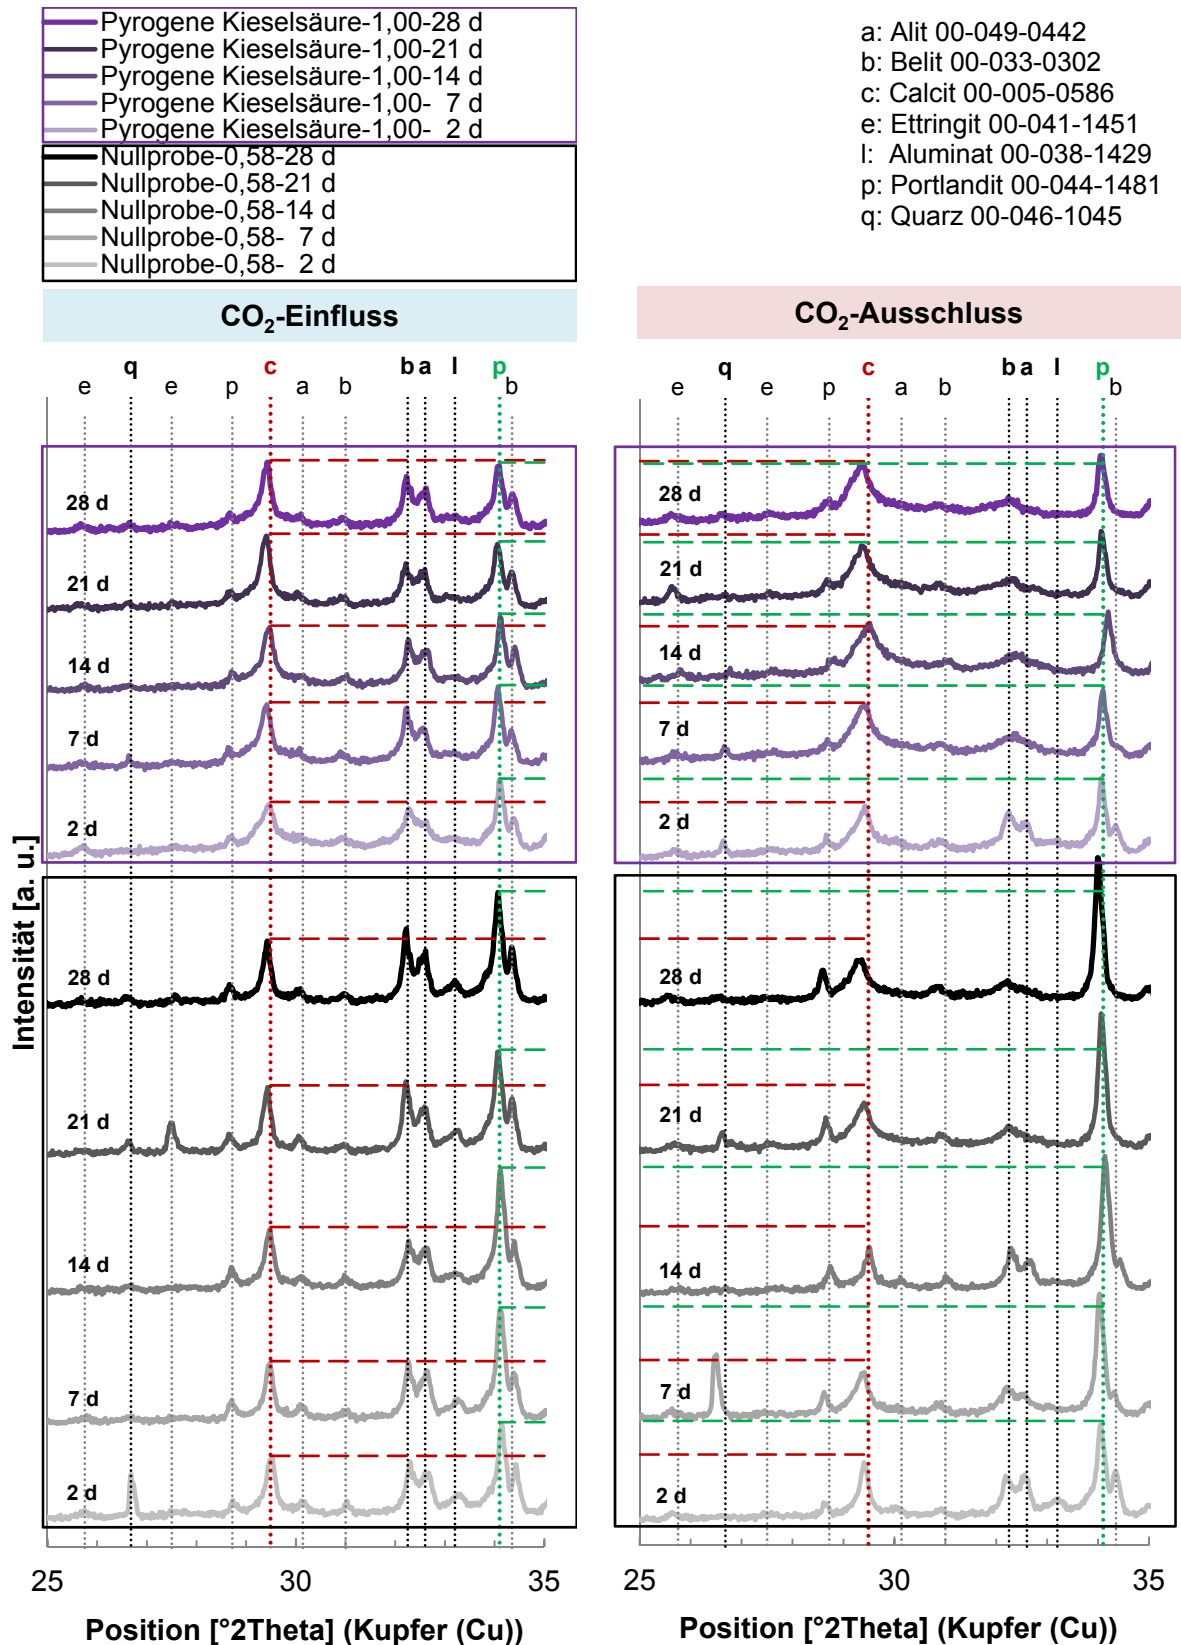 Pyrogene Kieselsäure-1,00-28 d
Pyrogene Kieselsäure-1,00-21 d
Pyrogene Kieselsäure-1,00-14 d
Pyrogene Kieselsäure-1,00- 7 d
Pyrogene Kieselsäure-1,00- 2 d
Nullprobe-0,58-28 d
Nullprobe-0,58-21 d
Nullprobe-0,58-14 d
Nullprobe-0,58- 7 d
Nullprobe-0,58- 2 d
a: Alit 00-049-0442
b: Belit 00-033-0302
c: Calcit 00-005-0586
e: Ettringit 00-041-1451
l: Aluminat 00-038-1429
p: Portlandit 00-044-1481
q: Quarz 00-046-1045
CO₂-Einfluss
e q e p c a b b a l p b
28 d
21 d
14 d
7 d
2 d
28 d
21 d
14 d
7 d
2 d
25 30 35
Position [°2Theta] (Kupfer (Cu))
Intensität [a. u.]
CO₂-Ausschluss
e q e p c a b b a l p b
28 d
21 d
14 d
7 d
2 d
28 d
21 d
14 d
7 d
2 d
25 30 35
Position [°2Theta] (Kupfer (Cu))